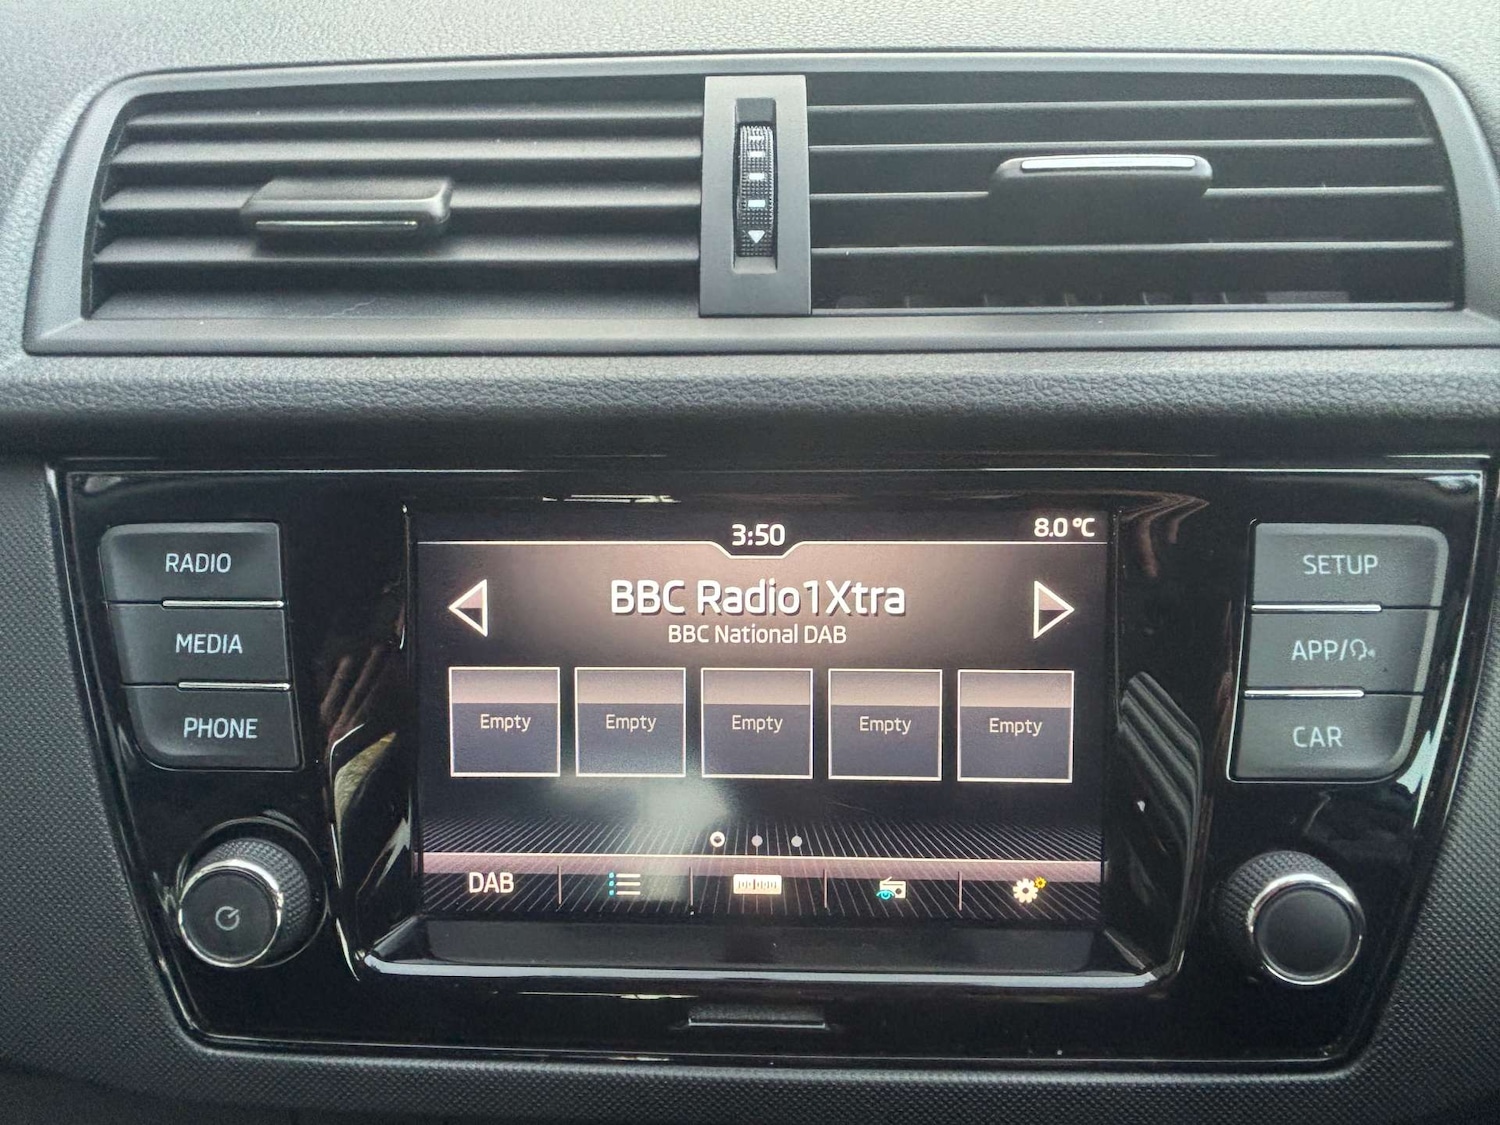 3:50
8.0 °C
RADIO
MEDIA
PHONE
BBC Radio1Xtra
BBC National DAB
Empty
Empty
Empty
Empty
Empty
DAB
SETUP
APP/
CAR